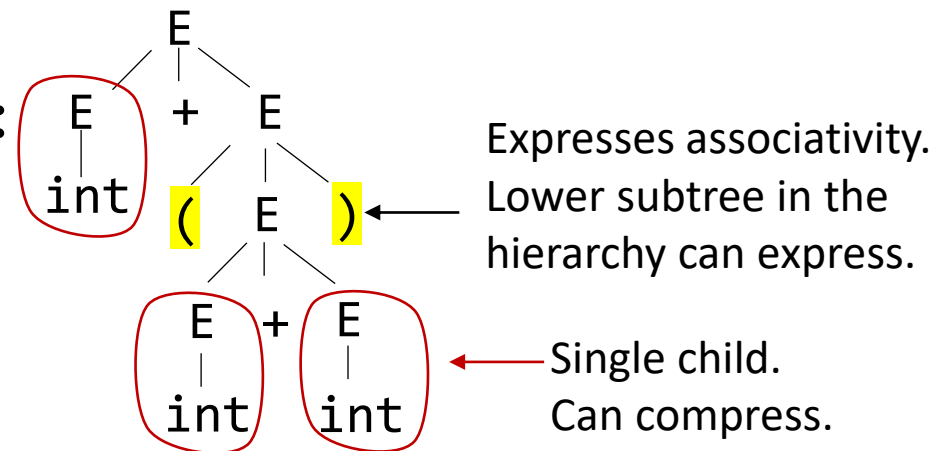 E
: E + E
int ( E )
Expresses associativity.
Lower subtree in the
hierarchy can express.
E + E
int int
Single child.
Can compress.